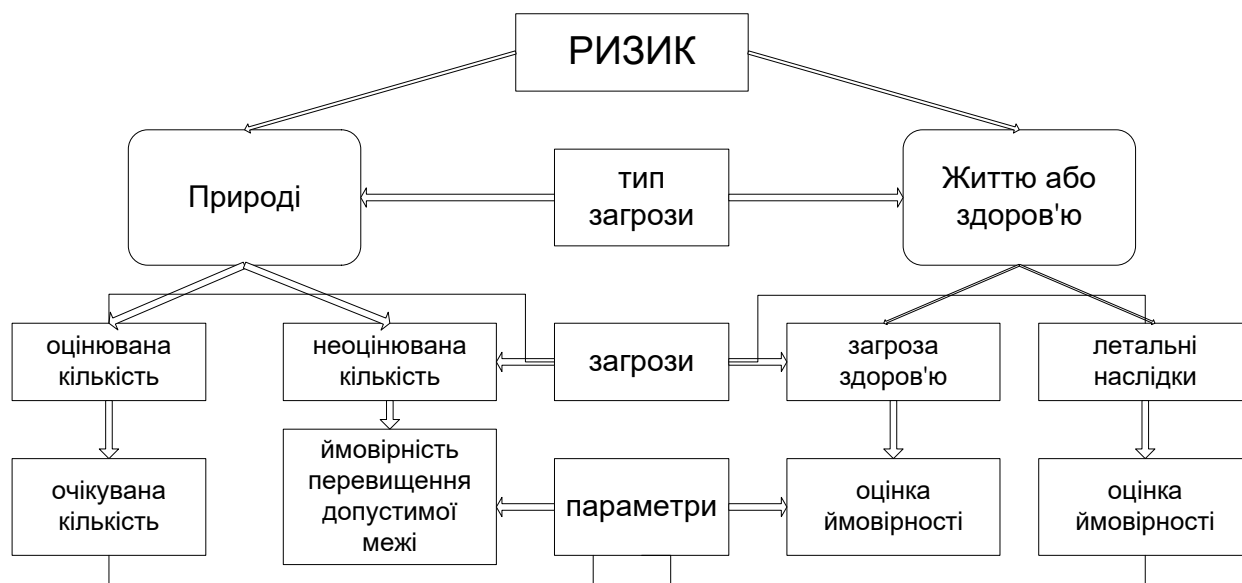 РИЗИК
Природі
тип
загрози
Життю або
здоров'ю
оцінювана
кількість
неоцінювана
кількість
загрози
загроза
здоров'ю
летальні
наслідки
очікувана
кількість
ймовірність
перевищення
допустимої
межі
параметри
оцінка
ймовірності
оцінка
ймовірності